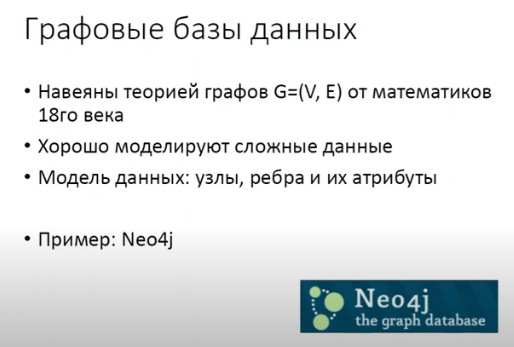 Графовые базы данных
• Навеяны теорией графов G=(V, E) от математиков
18го века
• Хорошо моделируют сложные данные
• Модель данных: узлы, ребра и их атрибуты
• Пример: Neo4j
Neo4j
the graph database